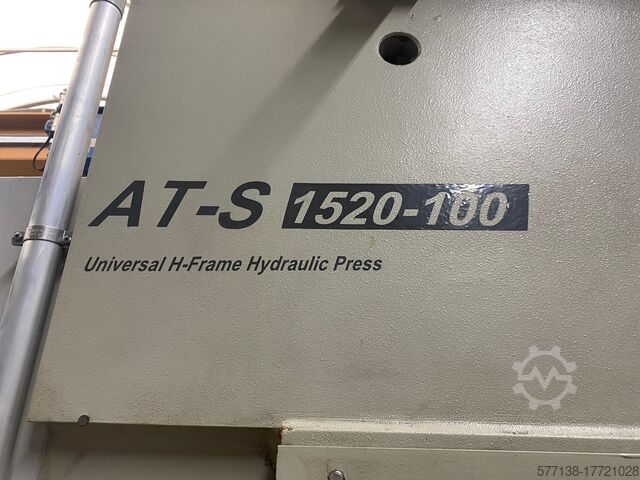 AT-S 1520-100
Universal H-Frame Hydraulic Press
577138-17721028